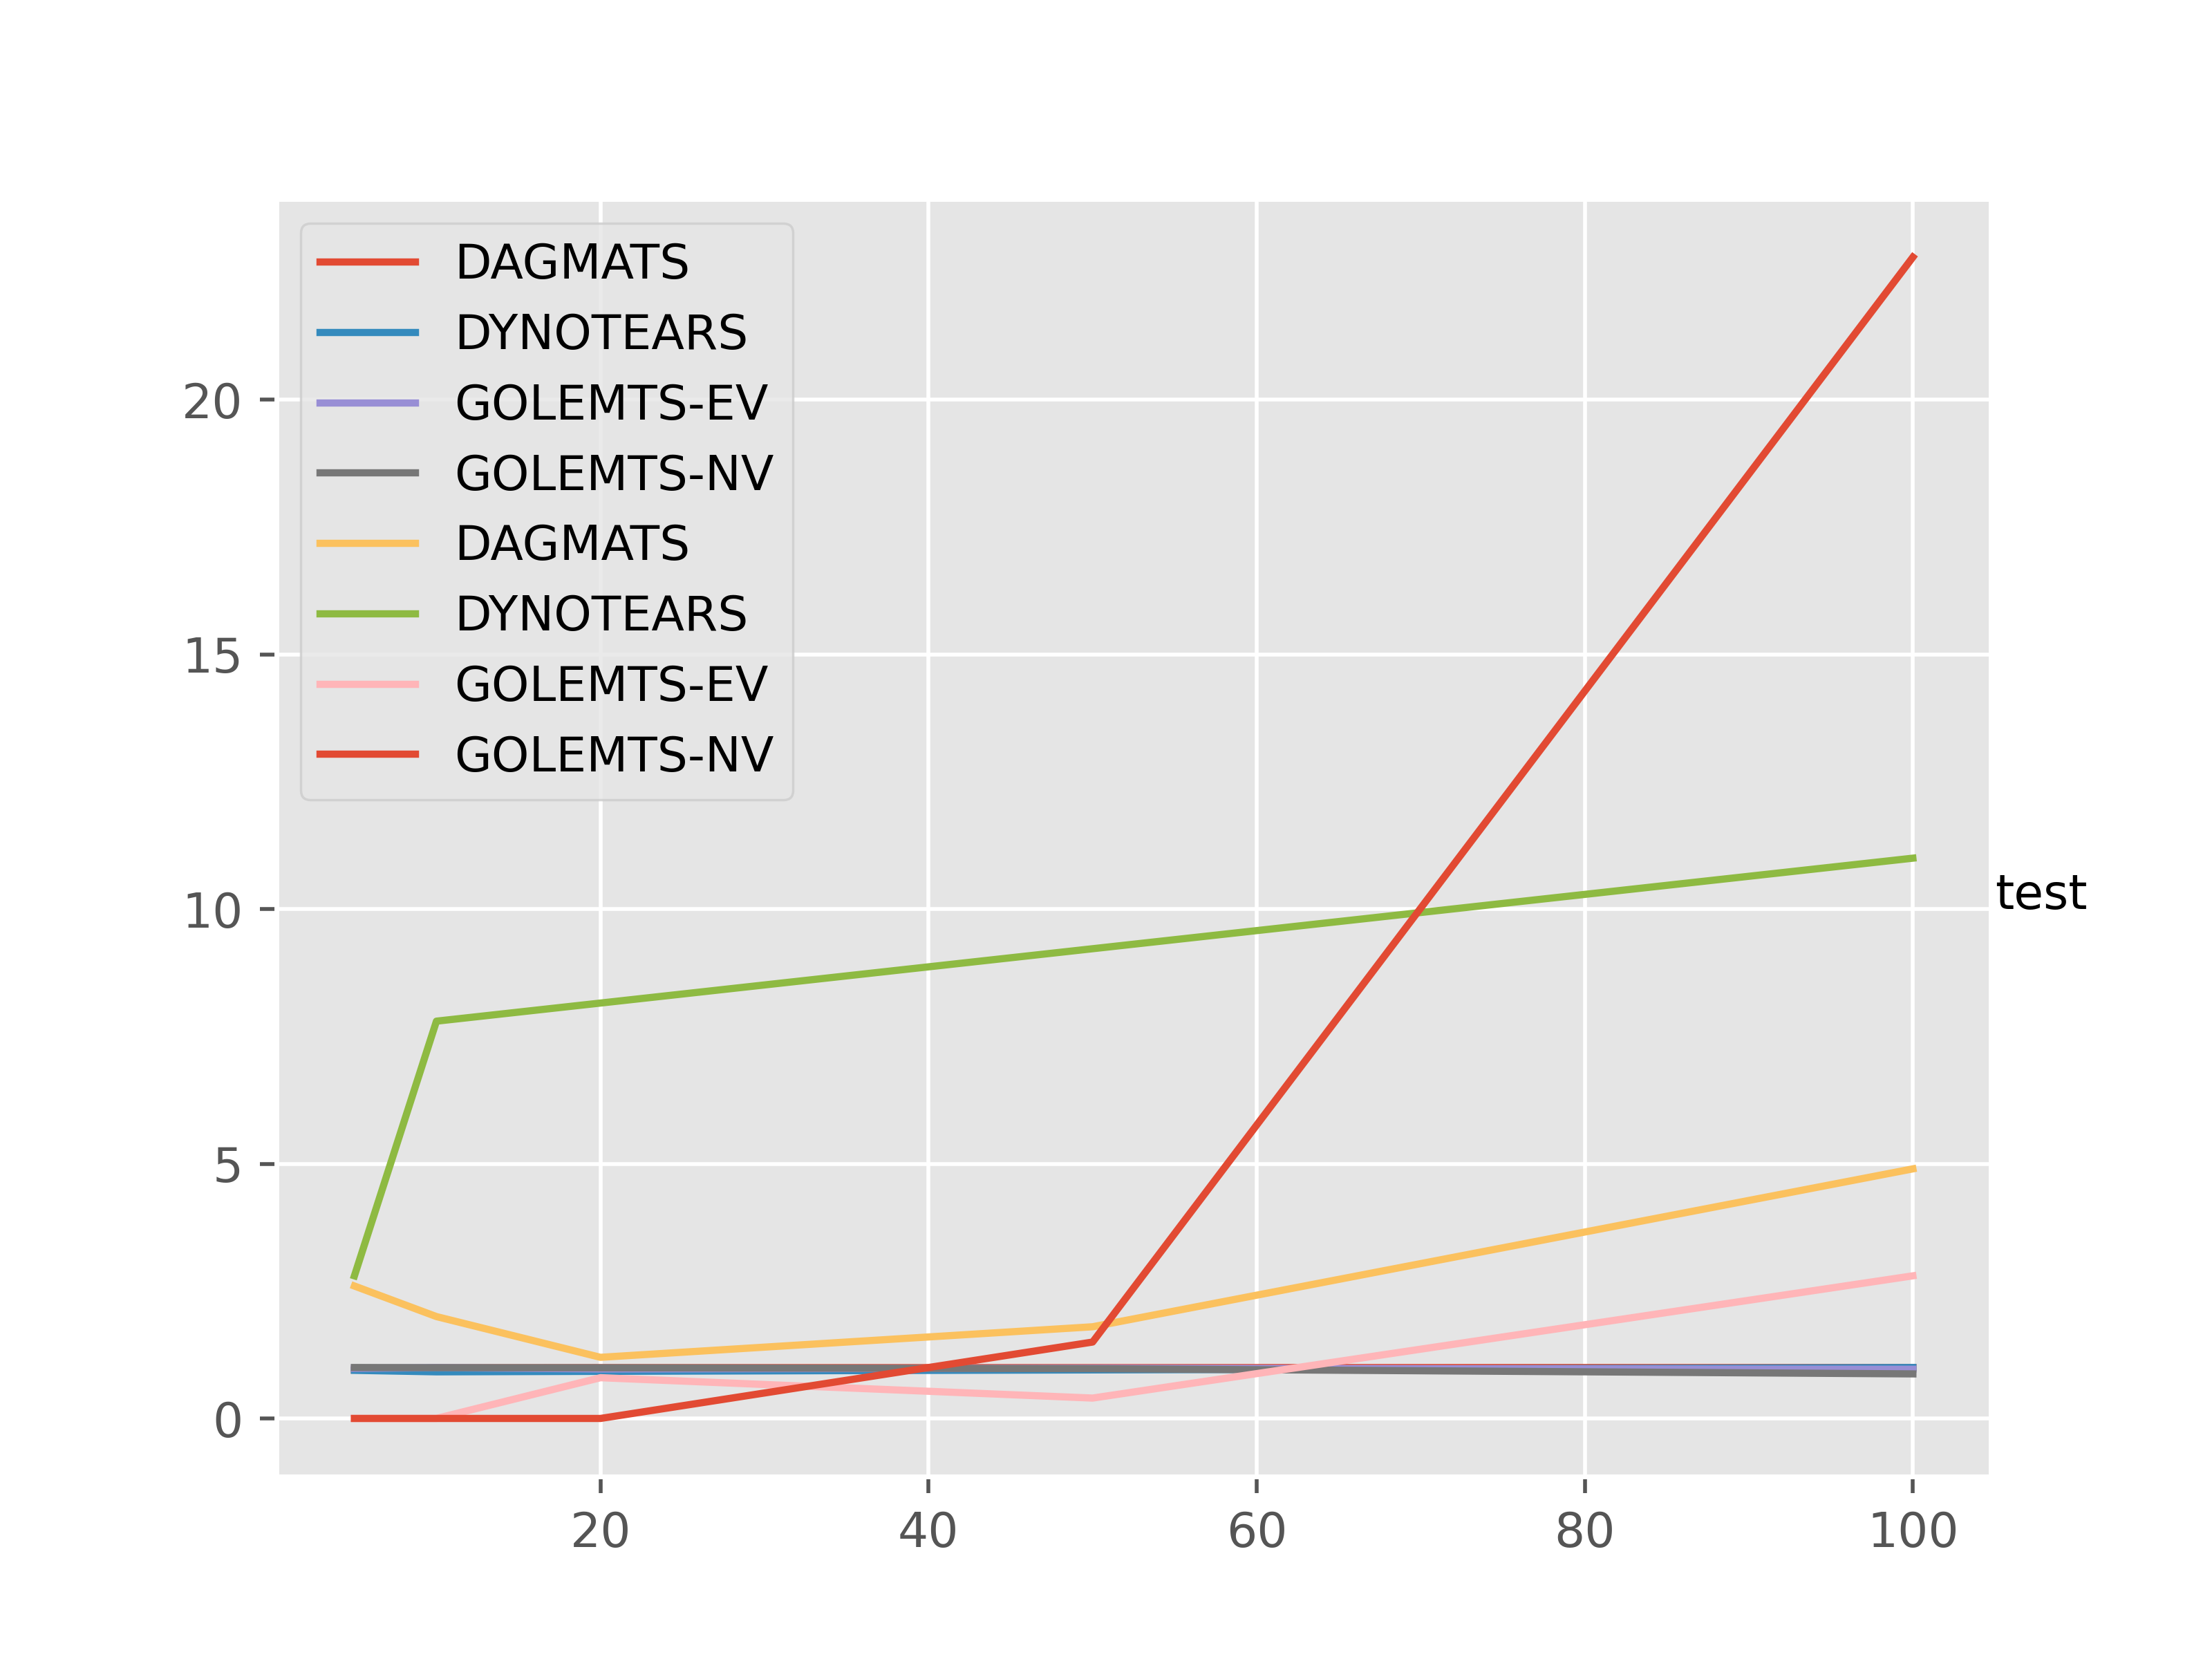 DAGMATS
DYNOTEARS
GOLEMTS-EV
GOLEMTS-NV
DAGMATS
DYNOTEARS
GOLEMTS-EV
GOLEMTS-NV
20
15
10
5
0
test
20 40 60 80 100